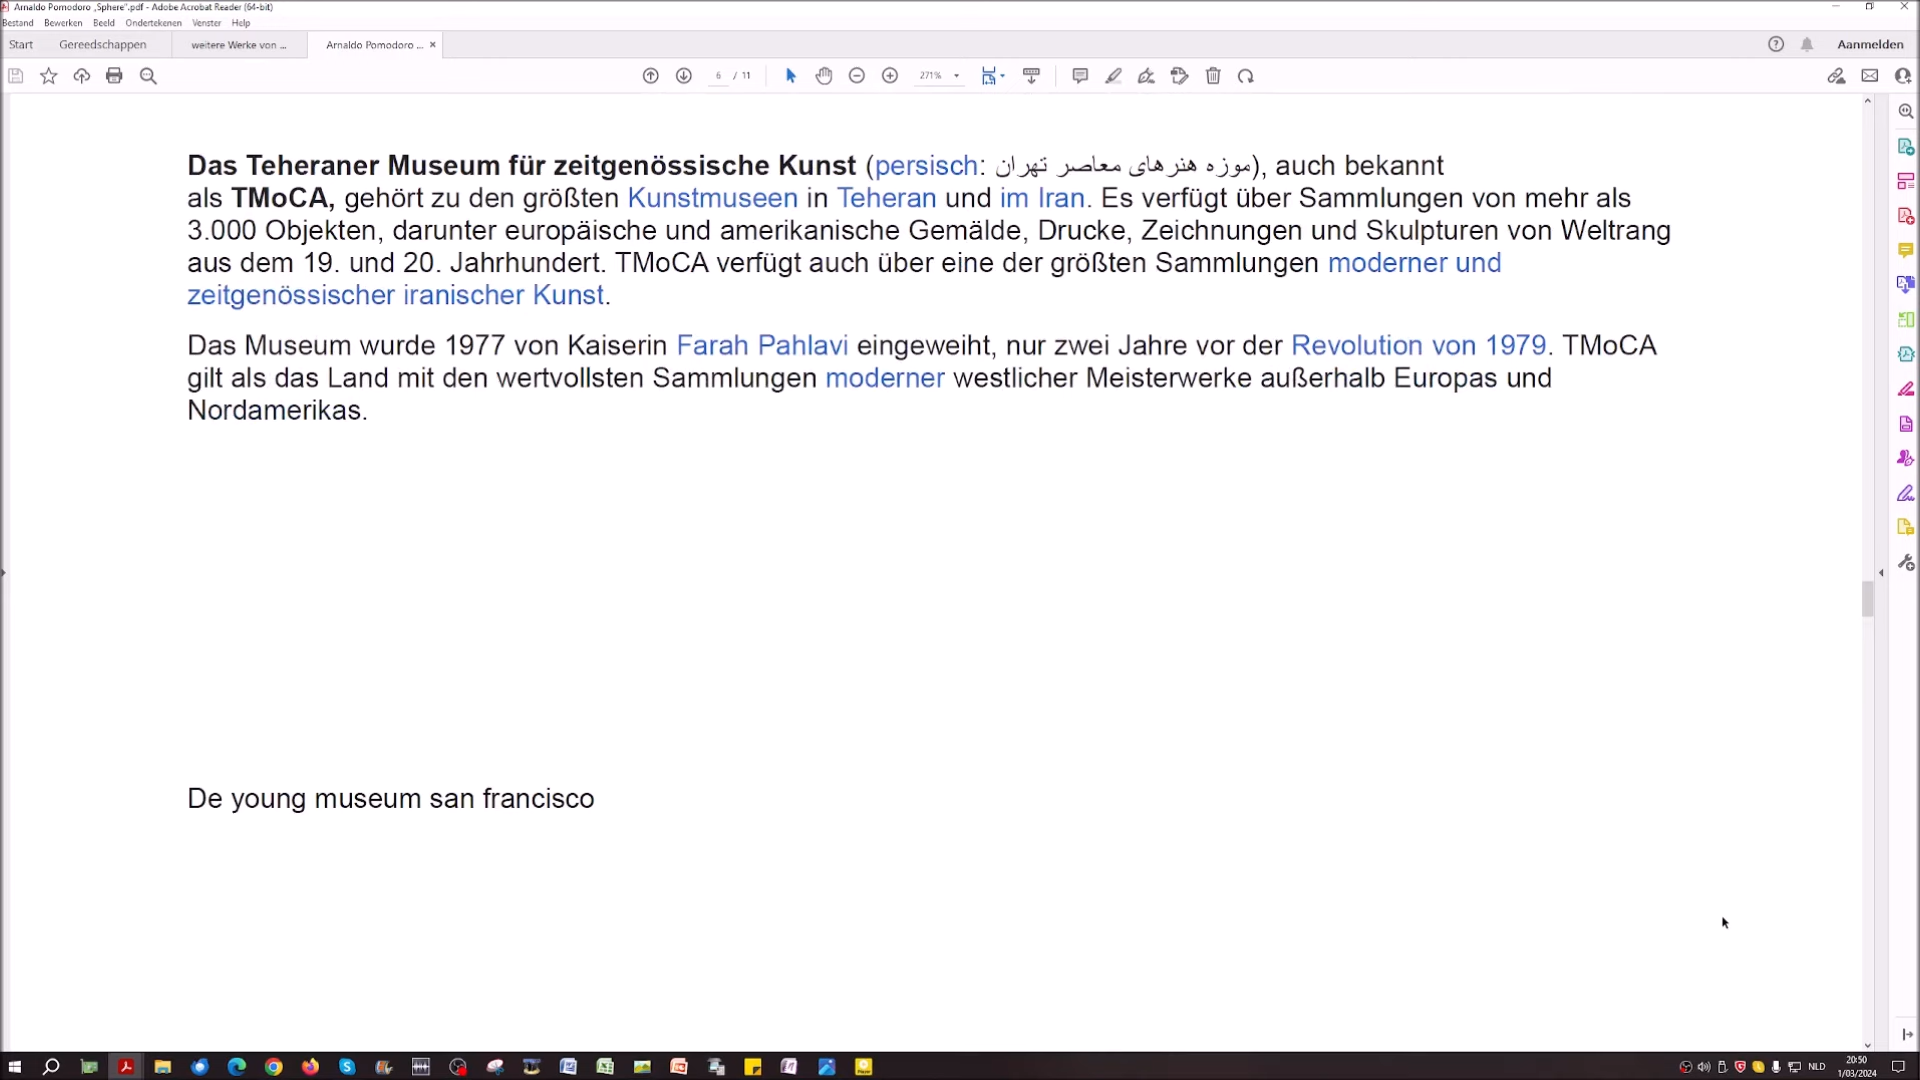 Arnaldo Pomodoro „Sphere".pdf - Adobe Acrobat Reader (64-bit)
Bestand Bewerken Beeld Ondertekenen Venster Help
Start Gereedschappen weitere Werke von ... Arnaldo Pomodoro ... × Aanmelden
6 / 11 271%
Das Teheraner Museum für zeitgenössische Kunst (persisch: موزه هنرهای معاصر تهران), auch bekannt
als TMoCA, gehört zu den größten Kunstmuseen in Teheran und im Iran. Es verfügt über Sammlungen von mehr als
3.000 Objekten, darunter europäische und amerikanische Gemälde, Drucke, Zeichnungen und Skulpturen von Weltrang
aus dem 19. und 20. Jahrhundert. TMoCA verfügt auch über eine der größten Sammlungen moderner und
zeitgenössischer iranischer Kunst.
Das Museum wurde 1977 von Kaiserin Farah Pahlavi eingeweiht, nur zwei Jahre vor der Revolution von 1979. TMoCA
gilt als das Land mit den wertvollsten Sammlungen moderner westlicher Meisterwerke außerhalb Europas und
Nordamerikas.
De young museum san francisco
NLD
20:50
1/03/2024